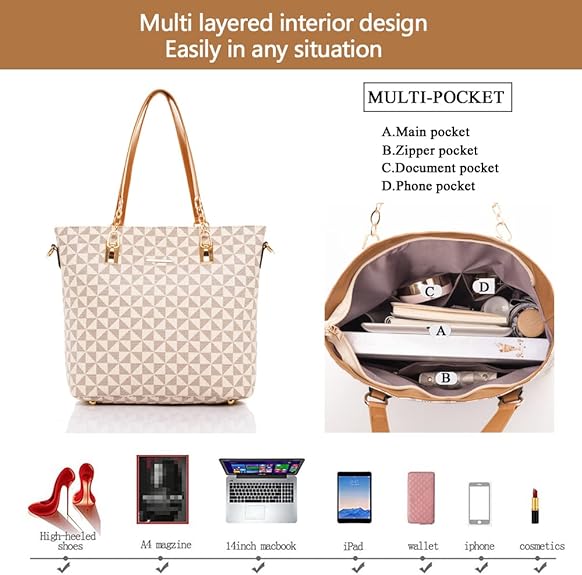 Multi layered interior design
Easily in any situation
MULTI-POCKET
A.Main pocket
B.Zipper pocket
C.Document pocket
D.Phone pocket
C
D
A
B
High-heeled
shoes
A4 magzine
14inch macbook
iPad
wallet
iphone
cosmetics